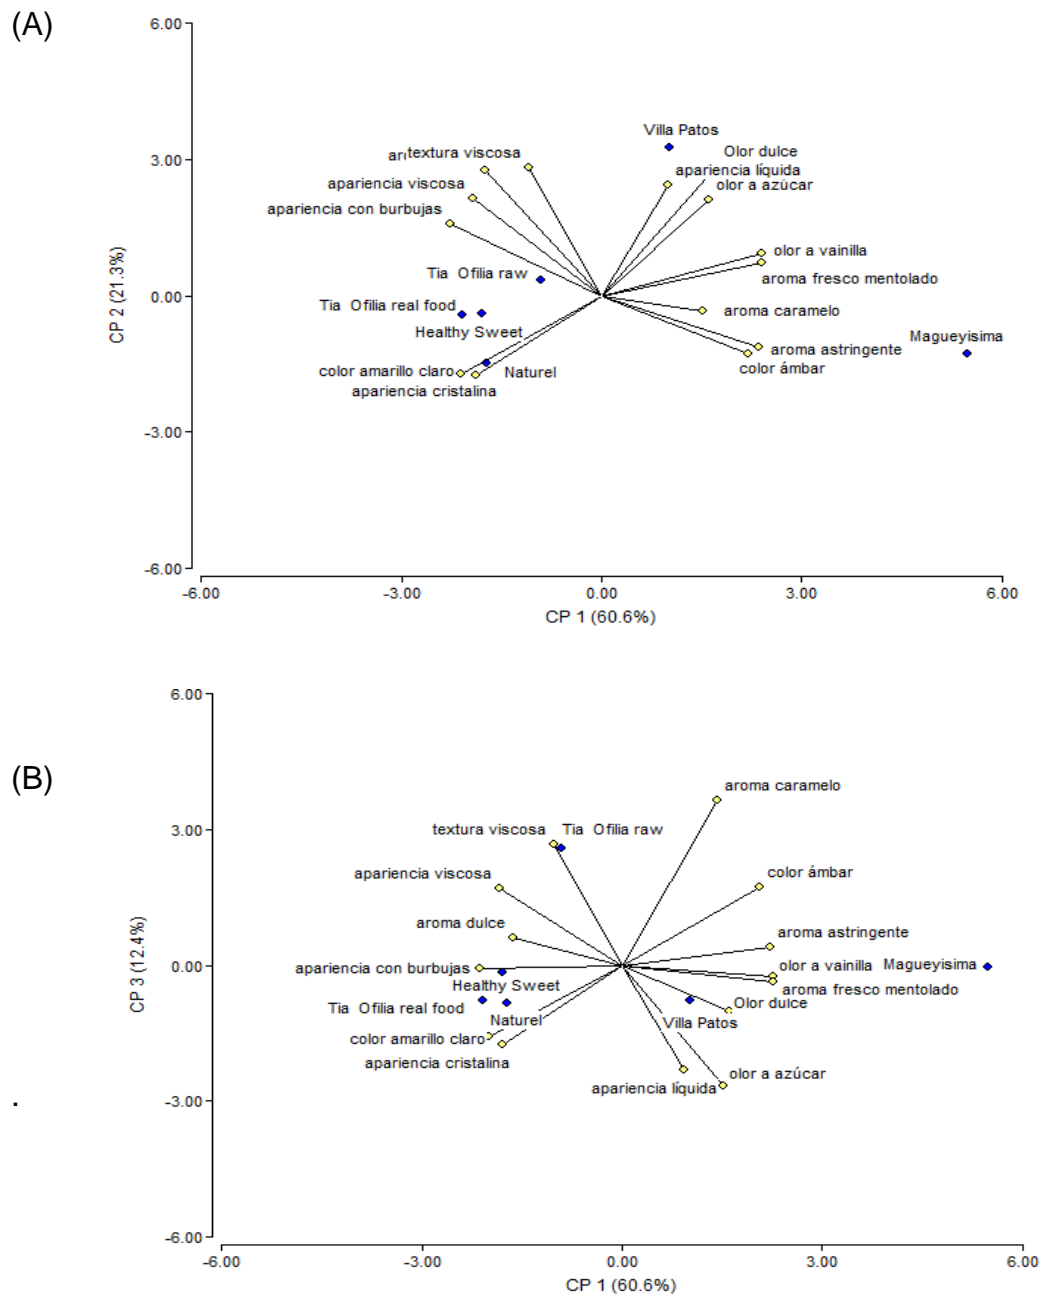 (A)
6.00
Villa Patos
textura viscosa
Olor dulce
3.00
apariencia líquida
apariencia viscosa
olor a azúcar
apariencia con burbujas
olor a vainilla
Tia Ofilia raw
aroma fresco mentolado
0.00
Tia Ofilia real food
aroma caramelo
Healthy Sweet
Magueyisima
aroma astringente
color amarillo claro
Naturel
color ámbar
apariencia cristalina
CP 2 (21.3%)
-3.00
-6.00
-6.00 -3.00 0.00 3.00 6.00
CP 1 (60.6%)
(B)
6.00
aroma caramelo
3.00
textura viscosa Tia Ofilia raw
apariencia viscosa
color ámbar
aroma dulce
aroma astringente
0.00
apariencia con burbujas
olor a vainilla Magueyisima
Healthy Sweet
aroma fresco mentolado
Tia Ofilia real food
Olor dulce
Naturel
Villa Patos
color amarillo claro
apariencia cristalina
olor a azúcar
apariencia líquida
CP 3 (12.4%)
-3.00
.
-6.00
-6.00 -3.00 0.00 3.00 6.00
CP 1 (60.6%)